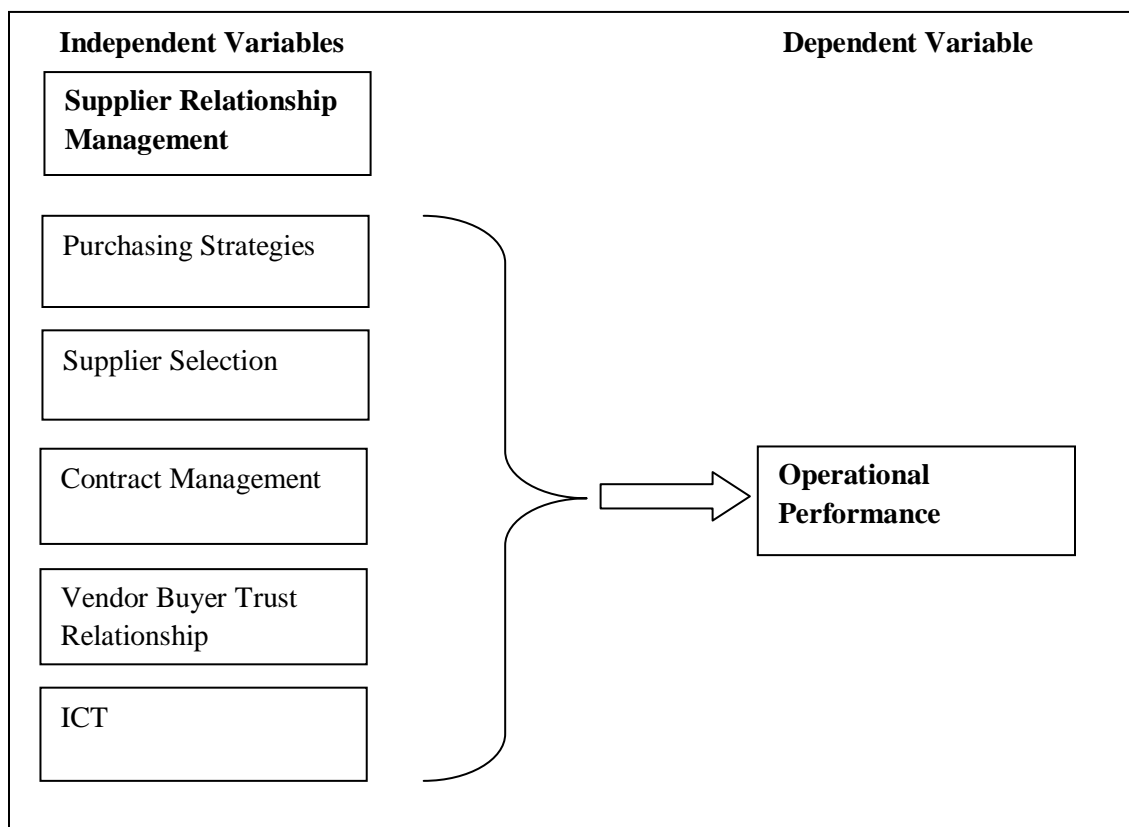 Independent Variables
Dependent Variable
Supplier Relationship
Management
Purchasing Strategies
Supplier Selection
Contract Management
Vendor Buyer Trust
Relationship
ICT
Operational
Performance